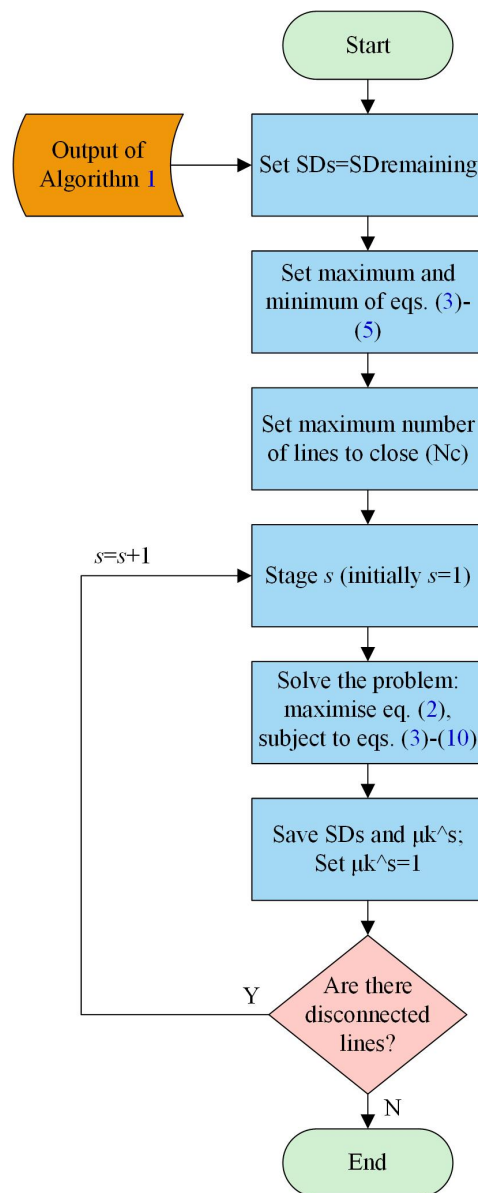 Start
Output of
Algorithm 1
Set SDs=SDremaining
Set maximum and
minimum of eqs. (3)-
(5)
Set maximum number
of lines to close (Nc)
s=s+1
Stage s (initially s=1)
Solve the problem:
maximise eq. (2),
subject to eqs. (3)-(10)
Save SDs and μk^s;
Set μk^s=1
Are there
disconnected
lines?
Y
N
End